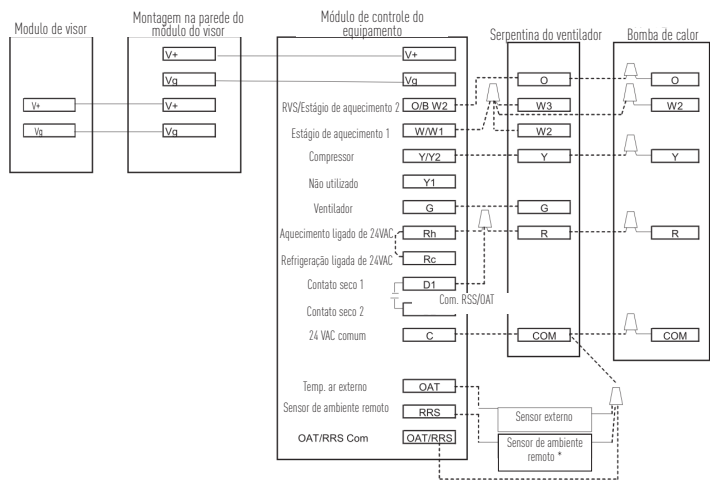 Modulo de visor
Montagem na parede do
módulo do visor
Módulo de controle do
equipamento
Serpentina do ventilador
Bomba de calor
V+
V+
Vg
Vg
V+
V+
Vg
Vg
RVS/Estágio de aquecimento 2
O/B W2
O
O
W3
W2
Estágio de aquecimento 1
W/W1
W2
Compressor
Y/Y2
Y
Y
Não utilizado
Y1
Ventilador
G
G
Aquecimento ligado de 24VAC
Rh
R
R
Refrigeração ligada de 24VAC
Rc
Contato seco 1
D1
Com. RSS/OAT
Contato seco 2
24 VAC comum
C
COM
COM
Temp. ar externo
OAT
Sensor de ambiente remoto
RRS
Sensor externo
OAT/RRS Com
OAT/RRS
Sensor de ambiente
remoto *